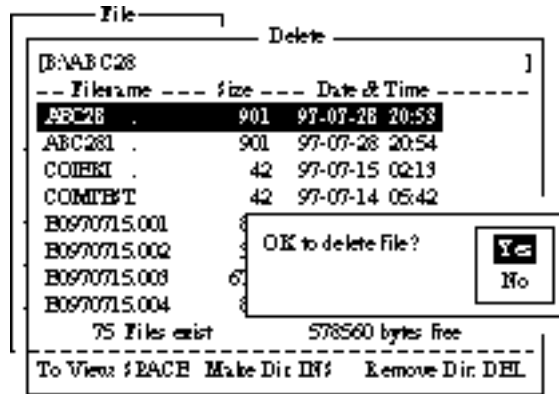 File
Delete
[B:\ABC28 ]
-- Filename --- Size --- Date & Time ------
ABC28 . 901 97-07-28 20:53
ABC281 . 901 97-07-28 20:54
COIEKI . 42 97-07-15 02:13
COMTEST 42 97-07-14 05:42
B0970715.001
B0970715.002
B0970715.003
B0970715.004
OK to delete file?
Yes
No
75 Files exist 578560 bytes free
To View: SPACE Make Dir: INS Remove Dir: DEL